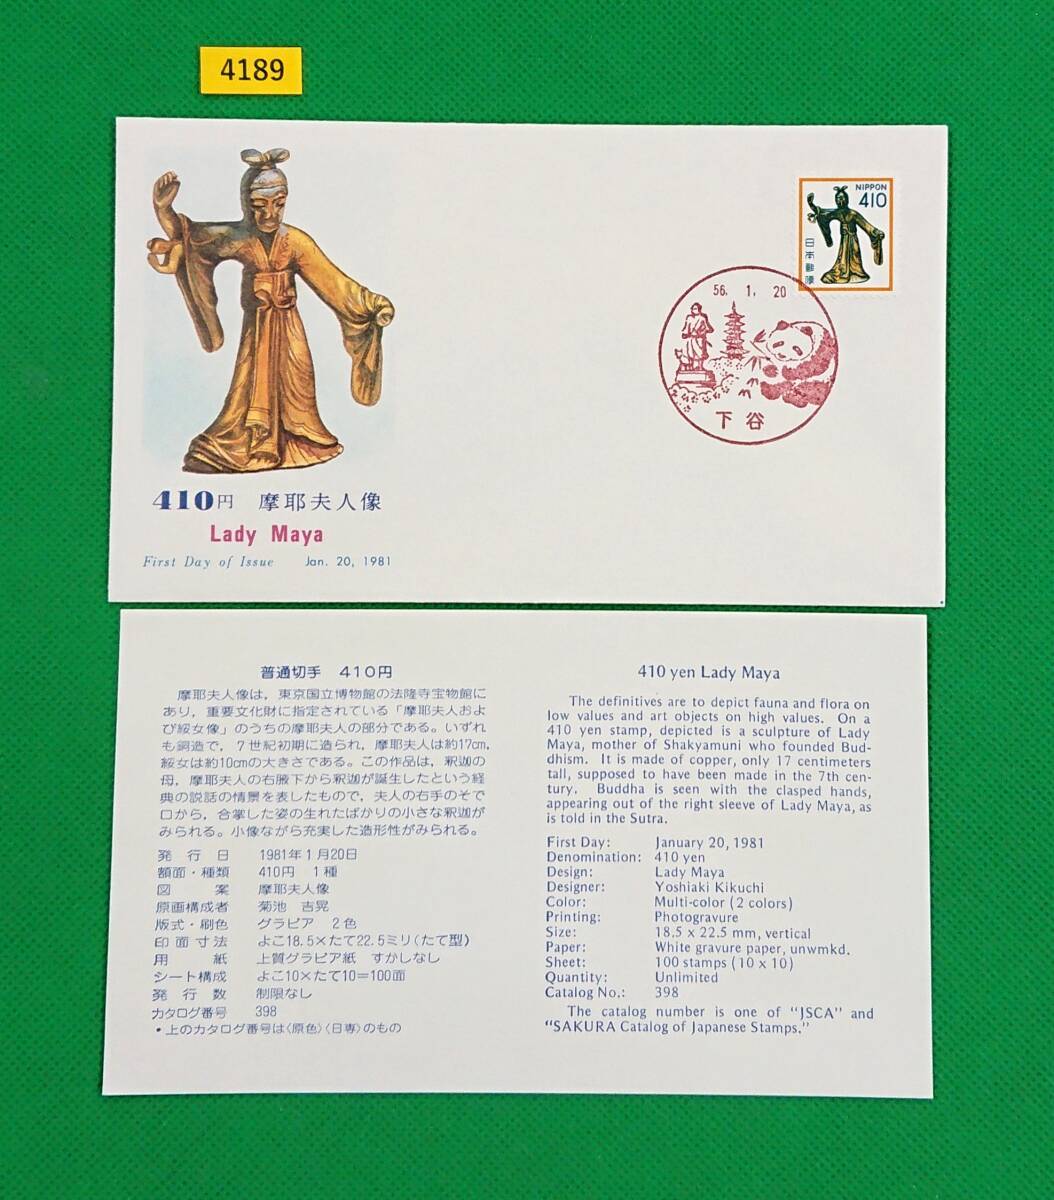 4189
NIPPON
410
日本郵便
56. 1. 20
下谷
410円 摩耶夫人像
Lady Maya
First Day of Issue Jan. 20, 1981
普通切手 410円
摩耶夫人像は，東京国立博物館の法隆寺宝物館に
あり，重要文化財に指定されている「摩耶夫人およ
び綵女像」のうちの摩耶夫人の部分である。いずれ
も銅造で，7世紀初期に造られ，摩耶夫人は約17cm，
綵女は約10cmの大きさである。この作品は，釈迦の
母，摩耶夫人の右腋下から釈迦が誕生したという経
典の説話の情景を表したもので，夫人の右手のそで
口から，合掌した姿の生れたばかりの小さな釈迦が
みられる。小像ながら充実した造形性がみられる。
発行日 1981年1月20日
額面・種類 410円 1種
図案 摩耶夫人像
原画構成者 菊池 吉晃
版式・刷色 グラビア 2色
印面寸法 よこ18.5×たて22.5ミリ(たて型)
用紙 上質グラビア紙 すかしなし
シート構成 よこ10×たて10＝100面
発行数 制限なし
カタログ番号 398
・上のカタログ番号は〈原色〉〈日専〉のもの
410 yen Lady Maya
The definitives are to depict fauna and flora on
low values and art objects on high values. On a
410 yen stamp, depicted is a sculpture of Lady
Maya, mother of Shakyamuni who founded Bud-
dhism. It is made of copper, only 17 centimeters
tall, supposed to have been made in the 7th cen-
tury. Buddha is seen with the clasped hands,
appearing out of the right sleeve of Lady Maya, as
is told in the Sutra.
First Day: January 20, 1981
Denomination: 410 yen
Design: Lady Maya
Designer: Yoshiaki Kikuchi
Color: Multi-color (2 colors)
Printing: Photogravure
Size: 18.5 x 22.5 mm, vertical
Paper: White gravure paper, unwmkd.
Sheet: 100 stamps (10 x 10)
Quantity: Unlimited
Catalog No.: 398
The catalog number is one of "JSCA" and
"SAKURA Catalog of Japanese Stamps."